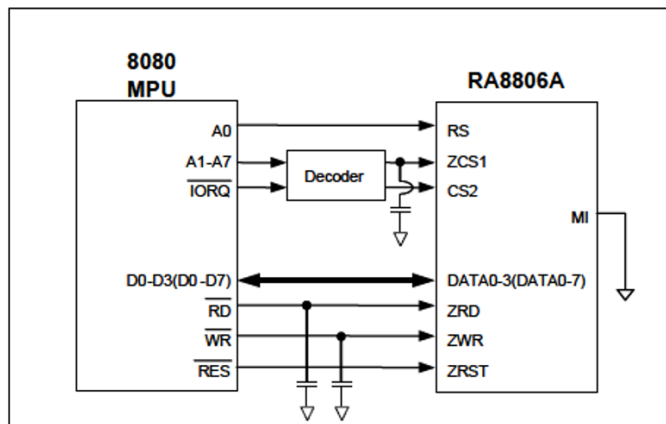 8080
MPU
RA8806A
A0
RS
A1-A7
Decoder
ZCS1
IORQ
CS2
MI
D0-D3(D0-D7)
DATA0-3(DATA0-7)
RD
ZRD
WR
ZWR
RES
ZRST